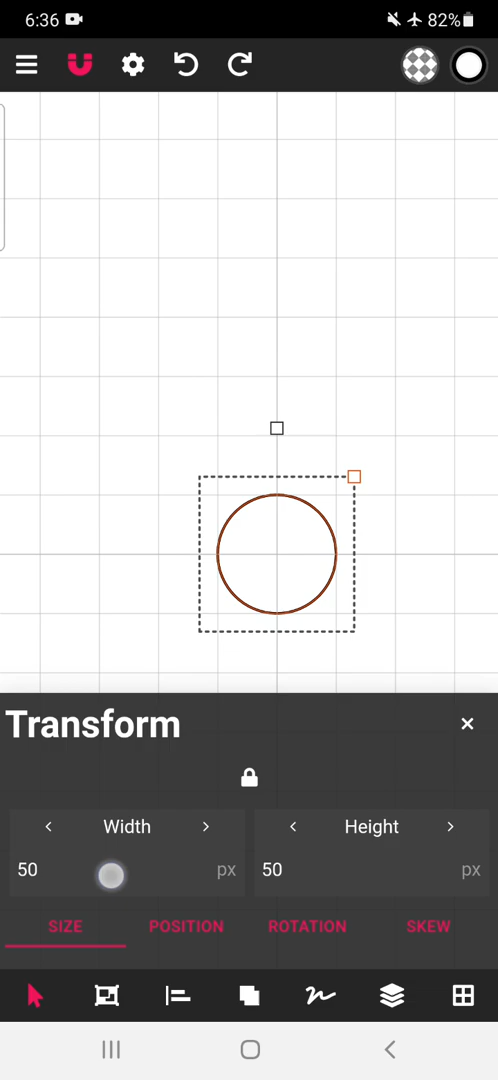 6:36 82%
Transform
Width Height
50 px 50 px
SIZE POSITION ROTATION SKEW